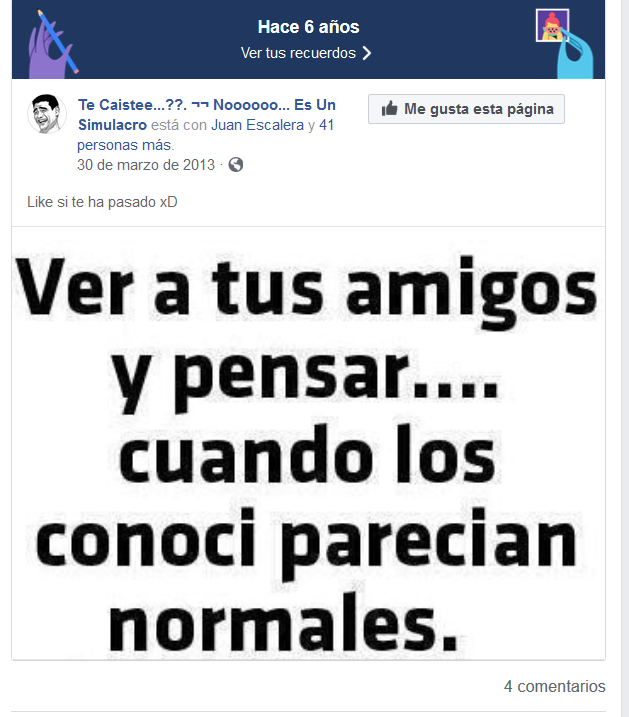 Hace 6 años
Ver tus recuerdos
Te Caistee...??. ¬¬ Noooooo... Es Un
Simulacro está con Juan Escalera y 41
personas más.
30 de marzo de 2013 ·
Me gusta esta página
Like si te ha pasado xD
Ver a tus amigos
y pensar....
cuando los
conoci parecian
normales.
4 comentarios